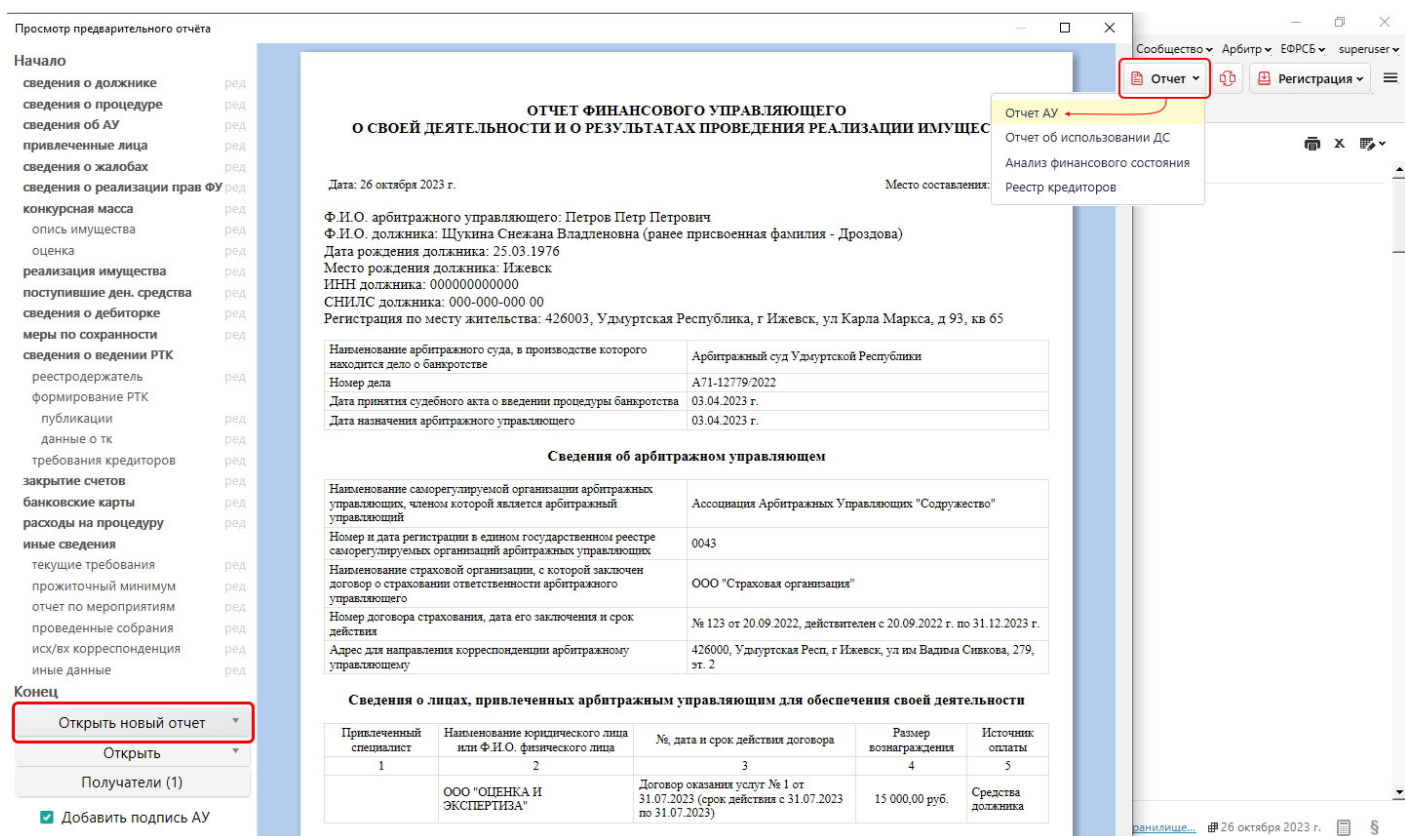 Просмотр предварительного отчёта
Начало
сведения о должнике ред
сведения о процедуре ред
сведения об АУ ред
привлеченные лица ред
сведения о жалобах ред
сведения о реализации прав ФУ ред
конкурсная масса ред
опись имущества ред
оценка ред
реализация имущества ред
поступившие ден. средства ред
сведения о дебиторке ред
меры по сохранности ред
сведения о ведении РТК
реестродержатель ред
формирование РТК
публикации ред
данные о тк ред
требования кредиторов ред
закрытие счетов ред
банковские карты ред
расходы на процедуру ред
иные сведения
текущие требования ред
прожиточный минимум ред
отчет по мероприятиям ред
проведенные собрания ред
исх/вх корреспонденция ред
иные данные ред
Конец
Открыть новый отчет
Открыть
Получатели (1)
Добавить подпись АУ
ОТЧЕТ ФИНАНСОВОГО УПРАВЛЯЮЩЕГО
О СВОЕЙ ДЕЯТЕЛЬНОСТИ И О РЕЗУЛЬТАТАХ ПРОВЕДЕНИЯ РЕАЛИЗАЦИИ ИМУЩЕС
Дата: 26 октября 2023 г. Место составления:
Ф.И.О. арбитражного управляющего: Петров Петр Петрович
Ф.И.О. должника: Щукина Снежана Владленовна (ранее присвоенная фамилия - Дроздова)
Дата рождения должника: 25.03.1976
Место рождения должника: Ижевск
ИНН должника: 000000000000
СНИЛС должника: 000-000-000 00
Регистрация по месту жительства: 426003, Удмуртская Республика, г Ижевск, ул Карла Маркса, д 93, кв 65
Наименование арбитражного суда, в производстве которого
находится дело о банкротстве
Арбитражный суд Удмуртской Республики
Номер дела А71-12779/2022
Дата принятия судебного акта о введении процедуры банкротства 03.04.2023 г.
Дата назначения арбитражного управляющего 03.04.2023 г.
Сведения об арбитражном управляющем
Наименование саморегулируемой организации арбитражных
управляющих, членом которой является арбитражный
управляющий
Ассоциация Арбитражных Управляющих "Содружество"
Номер и дата регистрации в едином государственном реестре
саморегулируемых организаций арбитражных управляющих
0043
Наименование страховой организации, с которой заключен
договор о страховании ответственности арбитражного
управляющего
ООО "Страховая организация"
Номер договора страхования, дата его заключения и срок
действия
№ 123 от 20.09.2022, действителен с 20.09.2022 г. по 31.12.2023 г.
Адрес для направления корреспонденции арбитражному
управляющему
426000, Удмуртская Респ, г Ижевск, ул им Вадима Сивкова, 279,
эт. 2
Сведения о лицах, привлеченных арбитражным управляющим для обеспечения своей деятельности
Привлеченный
специалист
Наименование юридического лица
или Ф.И.О. физического лица
№, дата и срок действия договора
Размер
вознаграждения
Источник
оплаты
1 2 3 4 5
ООО "ОЦЕНКА И
ЭКСПЕРТИЗА"
Договор оказания услуг № 1 от
31.07.2023 (срок действия с 31.07.2023
по 31.07.2023)
15 000,00 руб.
Средства
должника
Сообщество Арбитр ЕФРСБ superuser
Отчет Регистрация
Отчет АУ
Отчет об использовании ДС
Анализ финансового состояния
Реестр кредиторов
X
ранилище... 26 октября 2023 г. §